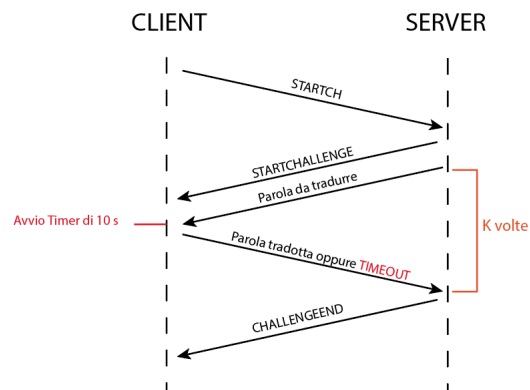 CLIENT
SERVER
STARTCH
STARTCHALLENGE
Parola da tradurre
Avvio Timer di 10 s
K volte
Parola tradotta oppure TIMEOUT
CHALLENGEEND